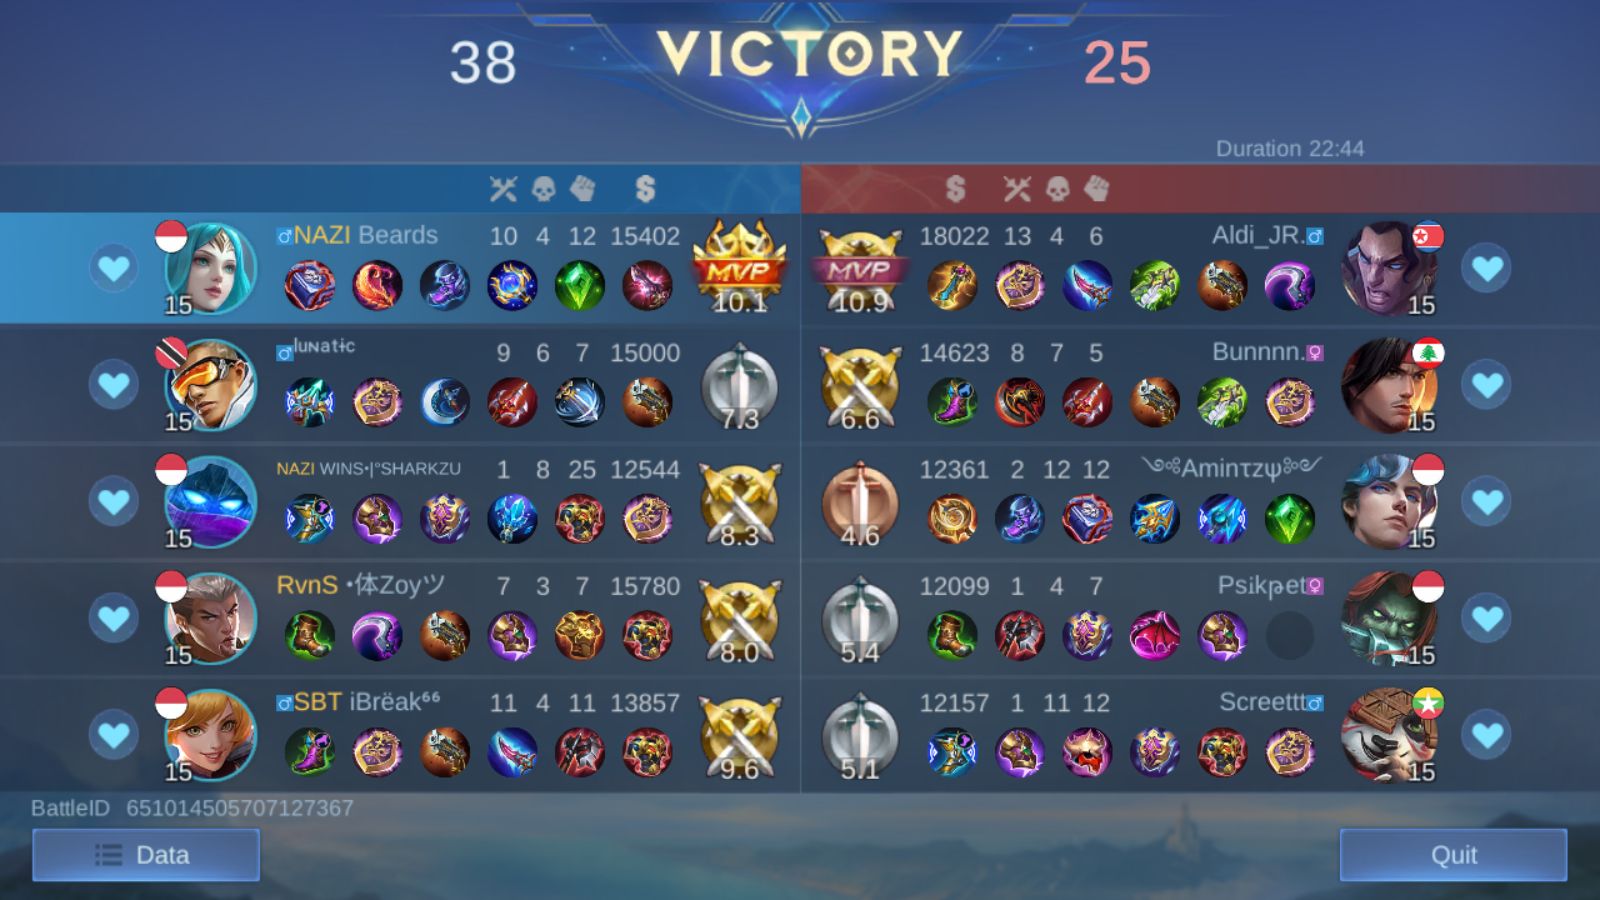 38 VICTORY 25
Duration 22:44
NAZI Beards 10 4 12 15402 MVP 10.1
15
lunatic 9 6 7 15000 7.3
15
NAZI WINS•|°SHARKZU 1 8 25 12544 8.3
15
RvnS •体Zoyツ 7 3 7 15780 8.0
15
SBT iBrëak⁶⁶ 11 4 11 13857 9.6
15
MVP 10.9 18022 13 4 6 Aldi_JR.
15
6.6 14623 8 7 5 Bunnnn.
15
4.6 12361 2 12 12 ༺Amintzψ༻
15
5.4 12099 1 4 7 Psikpet
15
5.1 12157 1 11 12 Screettt
15
BattleID 651014505707127367
Data
Quit